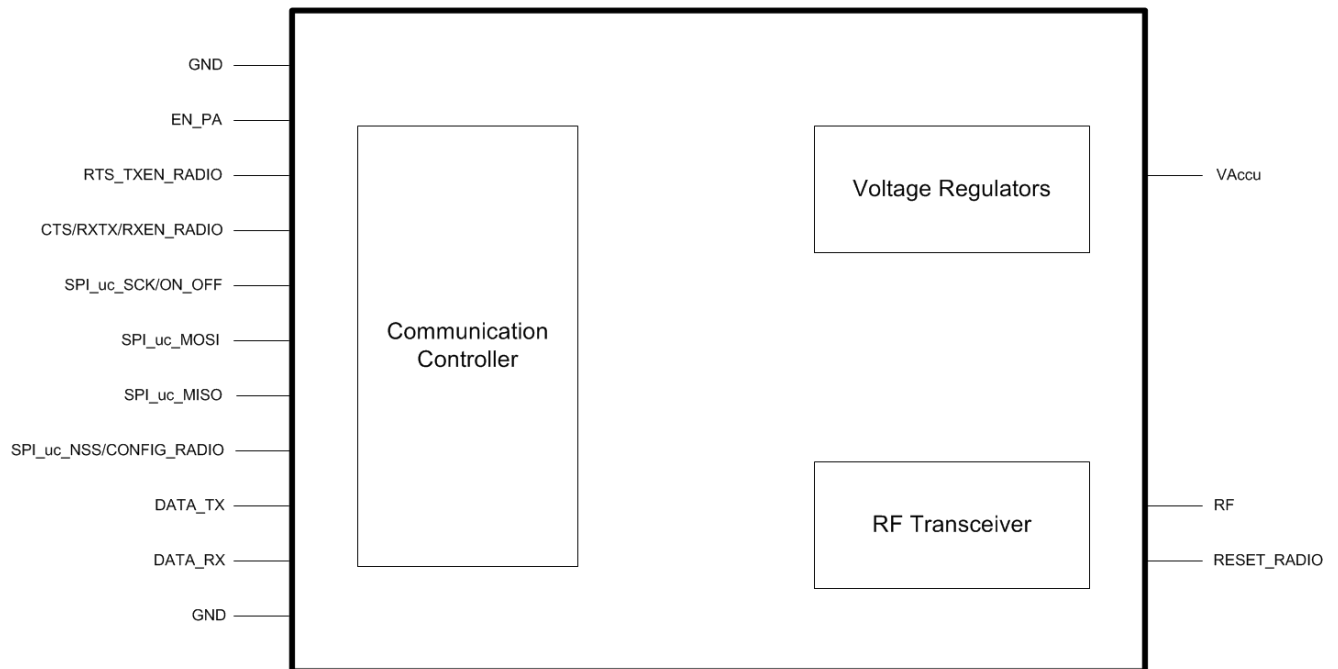 GND
EN_PA
RTS_TXEN_RADIO
CTS/RXTX/RXEN_RADIO
SPI_uc_SCK/ON_OFF
SPI_uc_MOSI
SPI_uc_MISO
SPI_uc_NSS/CONFIG_RADIO
DATA_TX
DATA_RX
GND
Communication
Controller
Voltage Regulators
RF Transceiver
VAccu
RF
RESET_RADIO